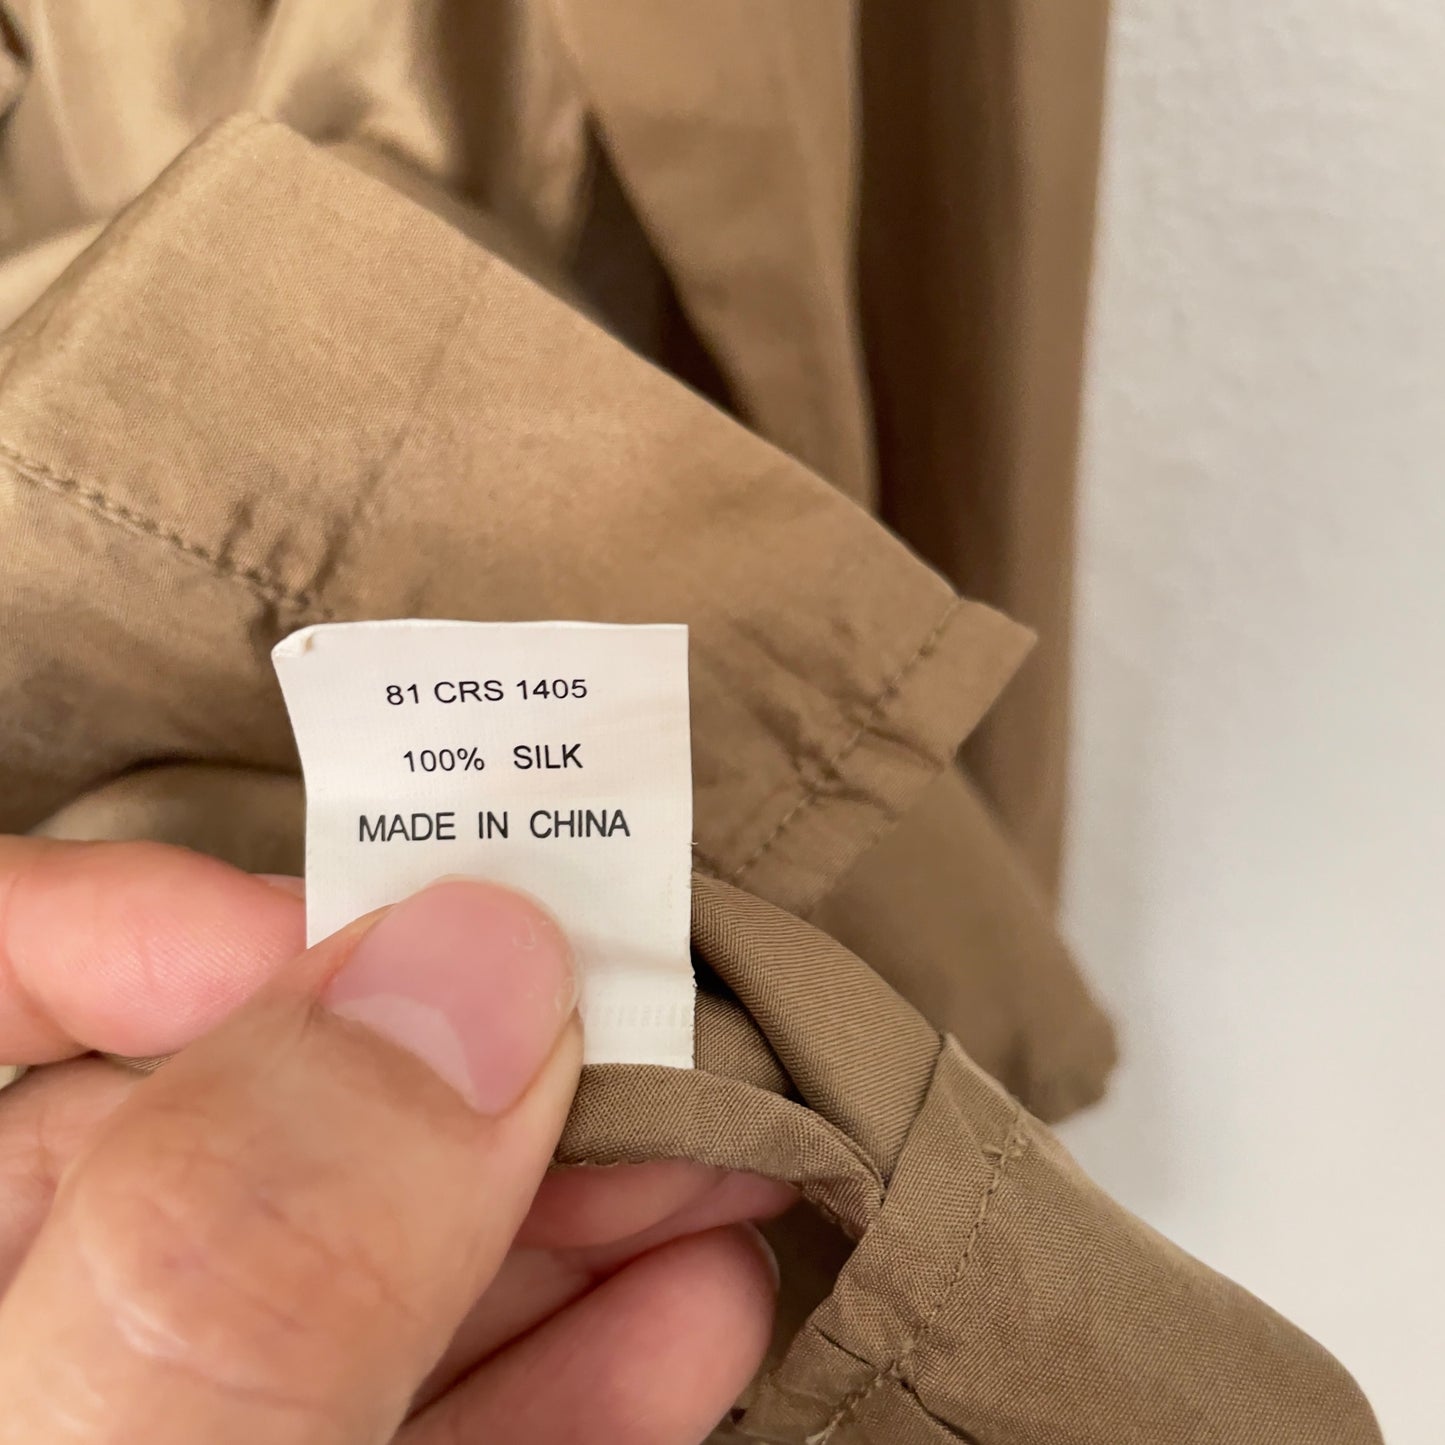 81 CRS 1405
100% SILK
MADE IN CHINA